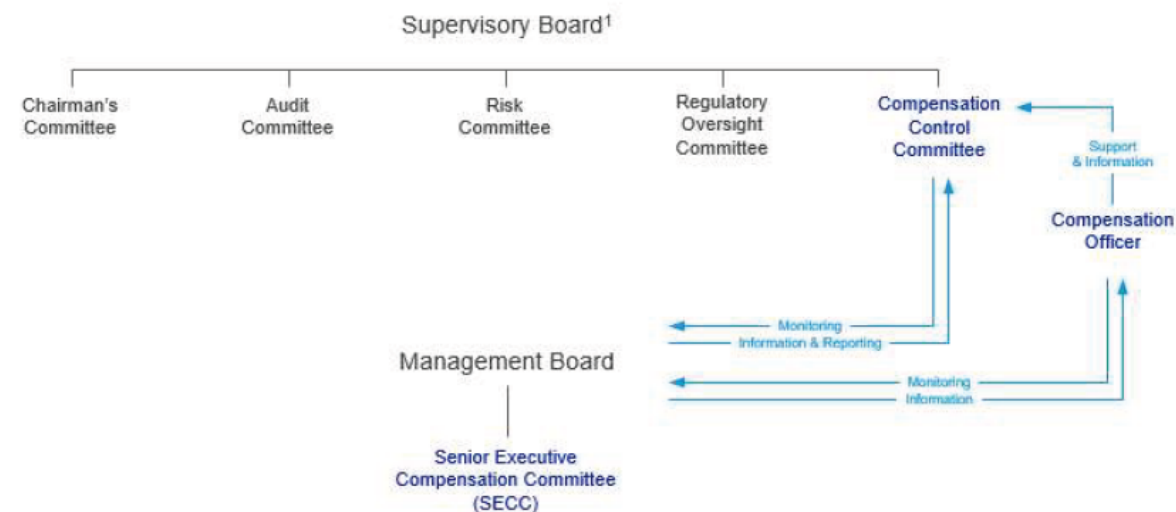 Supervisory Board¹
Chairman's
Committee
Audit
Committee
Risk
Committee
Regulatory
Oversight
Committee
Compensation
Control
Committee
Support
& Information
Compensation
Officer
Monitoring
Information & Reporting
Management Board
Monitoring
Information
Senior Executive
Compensation Committee
(SECC)